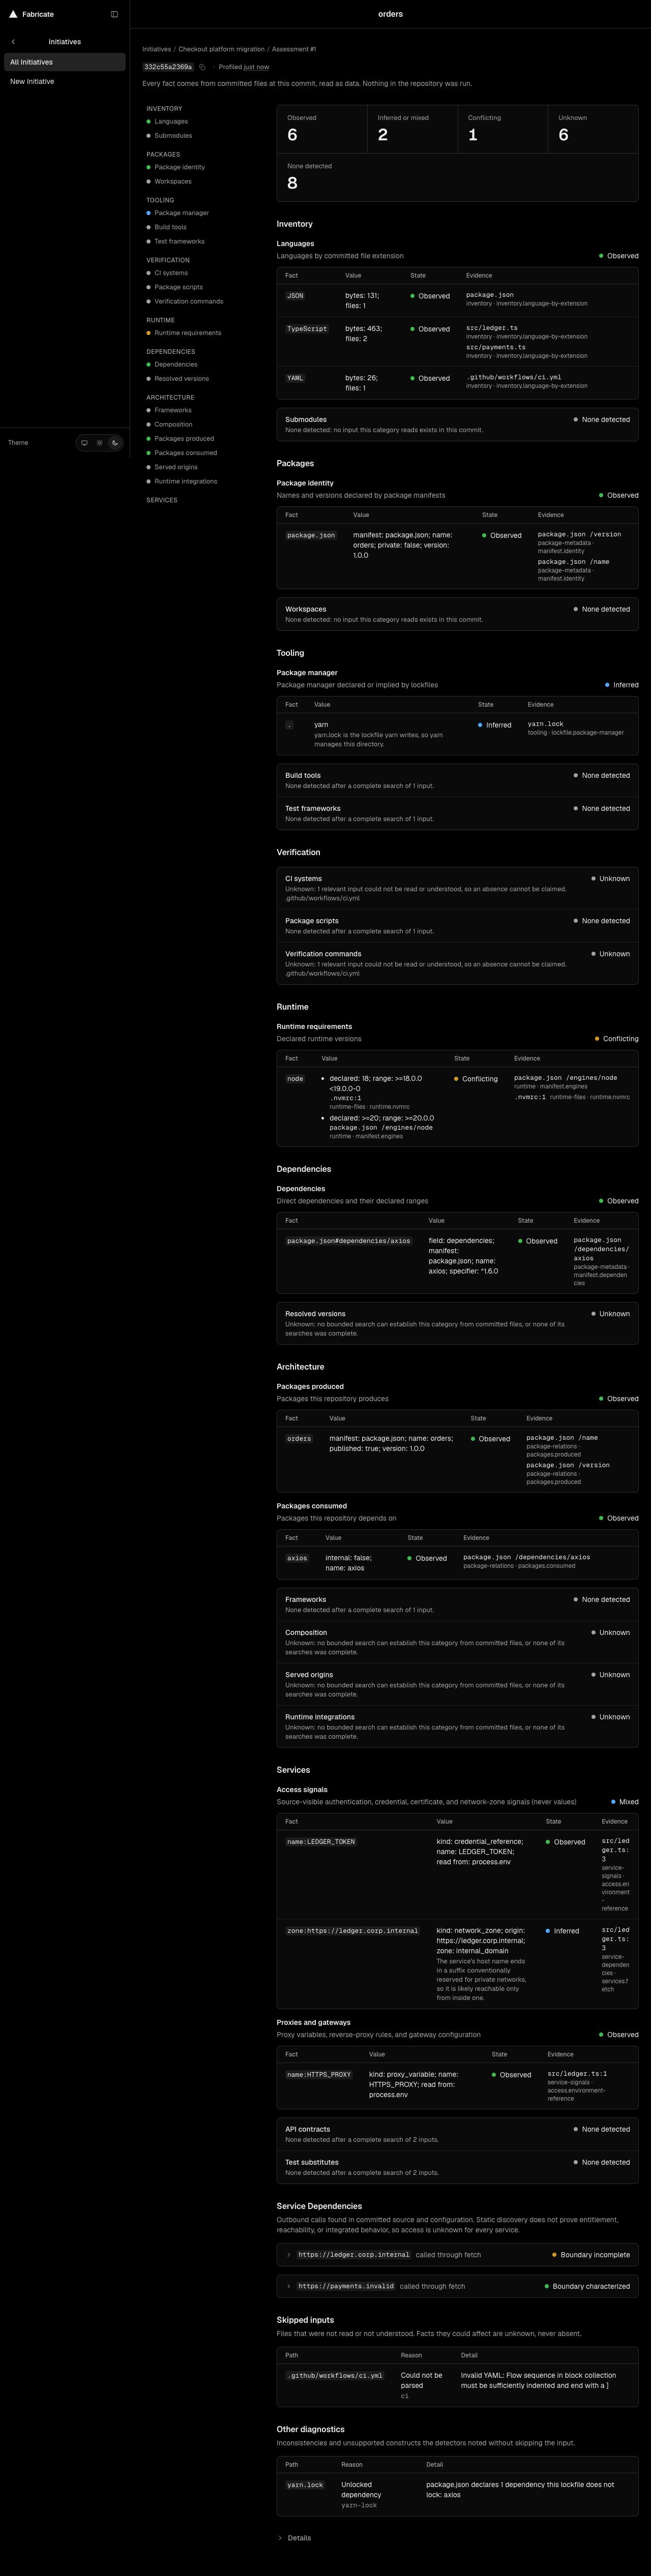 Fabricate
orders
Initiatives
All Initiatives
New Initiative
Theme
Initiatives / Checkout platform migration / Assessment #1
332c55a2369a · Profiled just now
Every fact comes from committed files at this commit, read as data. Nothing in the repository was run.
INVENTORY
Languages
Submodules
PACKAGES
Package identity
Workspaces
TOOLING
Package manager
Build tools
Test frameworks
VERIFICATION
CI systems
Package scripts
Verification commands
RUNTIME
Runtime requirements
DEPENDENCIES
Dependencies
Resolved versions
ARCHITECTURE
Frameworks
Composition
Packages produced
Packages consumed
Served origins
Runtime integrations
SERVICES
Observed
6
Inferred or mixed
2
Conflicting
1
Unknown
6
None detected
8
Inventory
Languages
Languages by committed file extension
Observed
Fact Value State Evidence
JSON
bytes: 131;
files: 1
Observed
package.json
inventory · inventory.language-by-extension
TypeScript
bytes: 463;
files: 2
Observed
src/ledger.ts
inventory · inventory.language-by-extension
src/payments.ts
inventory · inventory.language-by-extension
YAML
bytes: 26;
files: 1
Observed
.github/workflows/ci.yml
inventory · inventory.language-by-extension
Submodules
None detected
None detected: no input this category reads exists in this commit.
Packages
Package identity
Names and versions declared by package manifests
Observed
Fact Value State Evidence
package.json
manifest: package.json; name:
orders; private: false; version:
1.0.0
Observed
package.json /version
package-metadata ·
manifest.identity
package.json /name
package-metadata ·
manifest.identity
Workspaces
None detected
None detected: no input this category reads exists in this commit.
Tooling
Package manager
Package manager declared or implied by lockfiles
Inferred
Fact Value State Evidence
.
yarn
yarn.lock is the lockfile yarn writes, so yarn
manages this directory.
Inferred
yarn.lock
tooling · lockfile.package-manager
Build tools
None detected
None detected after a complete search of 1 input.
Test frameworks
None detected
None detected after a complete search of 1 input.
Verification
CI systems
Unknown
Unknown: 1 relevant input could not be read or understood, so an absence cannot be claimed.
.github/workflows/ci.yml
Package scripts
None detected
None detected after a complete search of 1 input.
Verification commands
Unknown
Unknown: 1 relevant input could not be read or understood, so an absence cannot be claimed.
.github/workflows/ci.yml
Runtime
Runtime requirements
Declared runtime versions
Conflicting
Fact Value State Evidence
node
declared: 18; range: >=18.0.0
<19.0.0-0
.nvmrc:1
runtime-files · runtime.nvmrc
declared: >=20; range: >=20.0.0
package.json /engines/node
runtime · manifest.engines
Conflicting
package.json /engines/node
runtime · manifest.engines
.nvmrc:1 runtime-files · runtime.nvmrc
Dependencies
Dependencies
Direct dependencies and their declared ranges
Observed
Fact Value State Evidence
package.json#dependencies/axios
field: dependencies;
manifest:
package.json; name:
axios; specifier: ^1.6.0
Observed
package.json
/dependencies/
axios
package-metadata ·
manifest.dependen
cies
Resolved versions
Unknown
Unknown: no bounded search can establish this category from committed files, or none of its
searches was complete.
Architecture
Packages produced
Packages this repository produces
Observed
Fact Value State Evidence
orders
manifest: package.json; name: orders;
published: true; version: 1.0.0
Observed
package.json /name
package-relations ·
packages.produced
package.json /version
package-relations ·
packages.produced
Packages consumed
Packages this repository depends on
Observed
Fact Value State Evidence
axios
internal: false;
name: axios
Observed
package.json /dependencies/axios
package-relations · packages.consumed
Frameworks
None detected
None detected after a complete search of 1 input.
Composition
Unknown
Unknown: no bounded search can establish this category from committed files, or none of its
searches was complete.
Served origins
Unknown
Unknown: no bounded search can establish this category from committed files, or none of its
searches was complete.
Runtime integrations
Unknown
Unknown: no bounded search can establish this category from committed files, or none of its
searches was complete.
Services
Access signals
Source-visible authentication, credential, certificate, and network-zone signals (never values)
Mixed
Fact Value State Evidence
name:LEDGER_TOKEN
kind: credential_reference;
name: LEDGER_TOKEN;
read from: process.env
Observed
src/led
ger.ts:
3
service-
signals ·
access.en
vironment
-
reference
zone:https://ledger.corp.internal
kind: network_zone; origin:
https://ledger.corp.internal;
zone: internal_domain
The service's host name ends
in a suffix conventionally
reserved for private networks,
so it is likely reachable only
from inside one.
Inferred
src/led
ger.ts:
3
service-
dependen
cies ·
services.f
etch
Proxies and gateways
Proxy variables, reverse-proxy rules, and gateway configuration
Observed
Fact Value State Evidence
name:HTTPS_PROXY
kind: proxy_variable; name:
HTTPS_PROXY; read from:
process.env
Observed
src/ledger.ts:1
service-signals ·
access.environment-
reference
API contracts
None detected
None detected after a complete search of 2 inputs.
Test substitutes
None detected
None detected after a complete search of 2 inputs.
Service Dependencies
Outbound calls found in committed source and configuration. Static discovery does not prove entitlement,
reachability, or integrated behavior, so access is unknown for every service.
https://ledger.corp.internal called through fetch
Boundary incomplete
https://payments.invalid called through fetch
Boundary characterized
Skipped inputs
Files that were not read or not understood. Facts they could affect are unknown, never absent.
Path Reason Detail
.github/workflows/ci.yml
Could not be
parsed
ci
Invalid YAML: Flow sequence in block collection
must be sufficiently indented and end with a ]
Other diagnostics
Inconsistencies and unsupported constructs the detectors noted without skipping the input.
Path Reason Detail
yarn.lock
Unlocked
dependency
yarn-lock
package.json declares 1 dependency this lockfile does not
lock: axios
Details